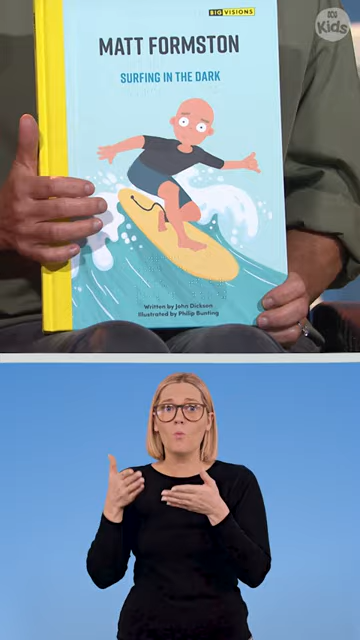 BIG VISIONS
ABC
Kids
MATT FORMSTON
SURFING IN THE DARK
Written by John Dickson
Illustrated by Philip Bunting